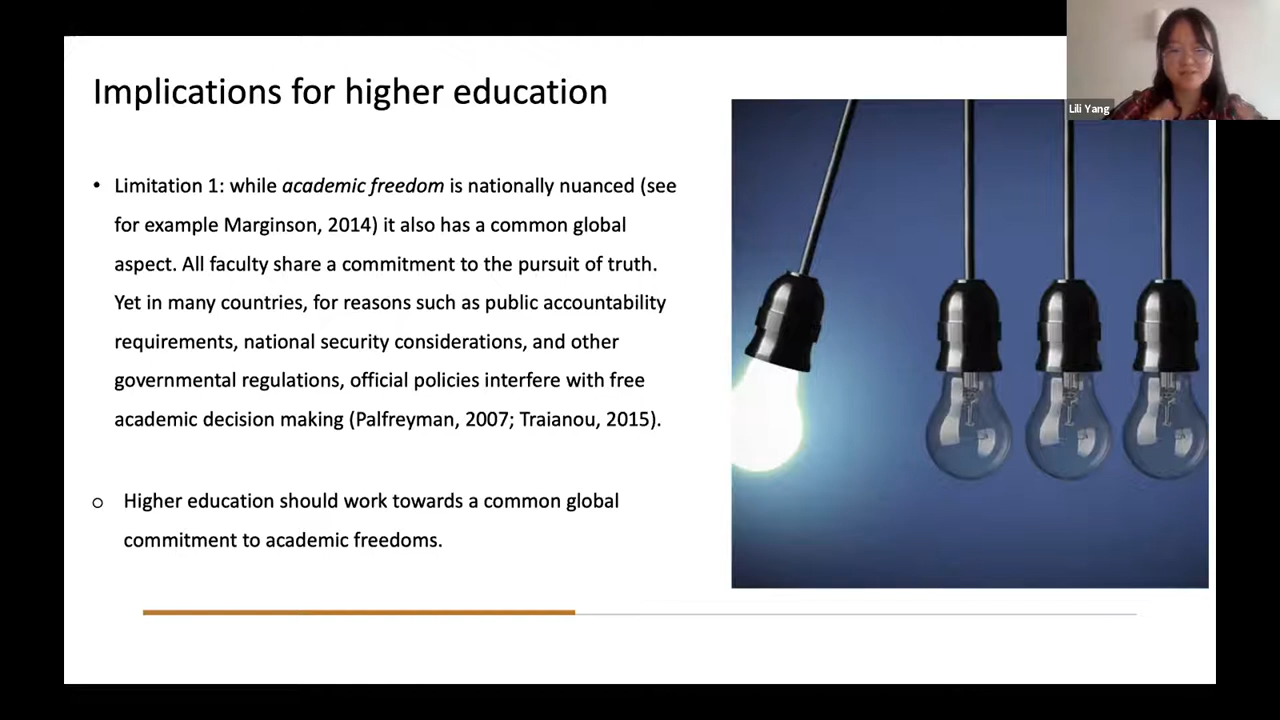 Implications for higher education
Lili Yang
• Limitation 1: while academic freedom is nationally nuanced (see
for example Marginson, 2014) it also has a common global
aspect. All faculty share a commitment to the pursuit of truth.
Yet in many countries, for reasons such as public accountability
requirements, national security considerations, and other
governmental regulations, official policies interfere with free
academic decision making (Palfreyman, 2007; Traianou, 2015).
o Higher education should work towards a common global
commitment to academic freedoms.